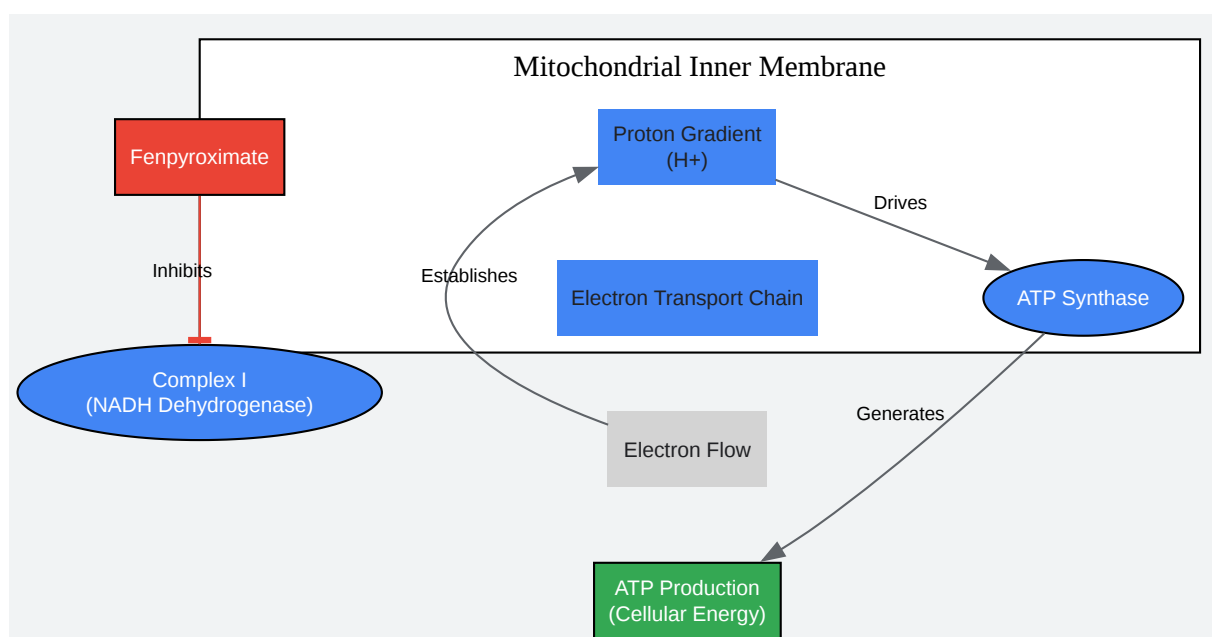 Mitochondrial Inner Membrane
Fenpyroximate
Proton Gradient
(H+)
Drives
Inhibits
Establishes
Electron Transport Chain
ATP Synthase
Complex I
(NADH Dehydrogenase)
Generates
Electron Flow
ATP Production
(Cellular Energy)